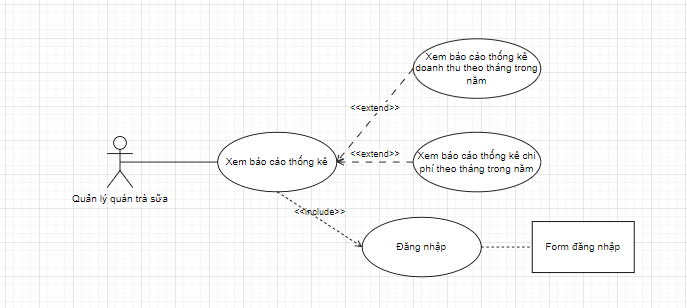 Xem báo cáo thống kê
doanh thu theo tháng trong
năm
<<extend>>
<<extend>>
Xem báo cáo thống kê
Xem báo cáo thống kê chi
phí theo tháng trong năm
Quản lý quán trà sữa
<<include>>
Đăng nhập
Form đăng nhập